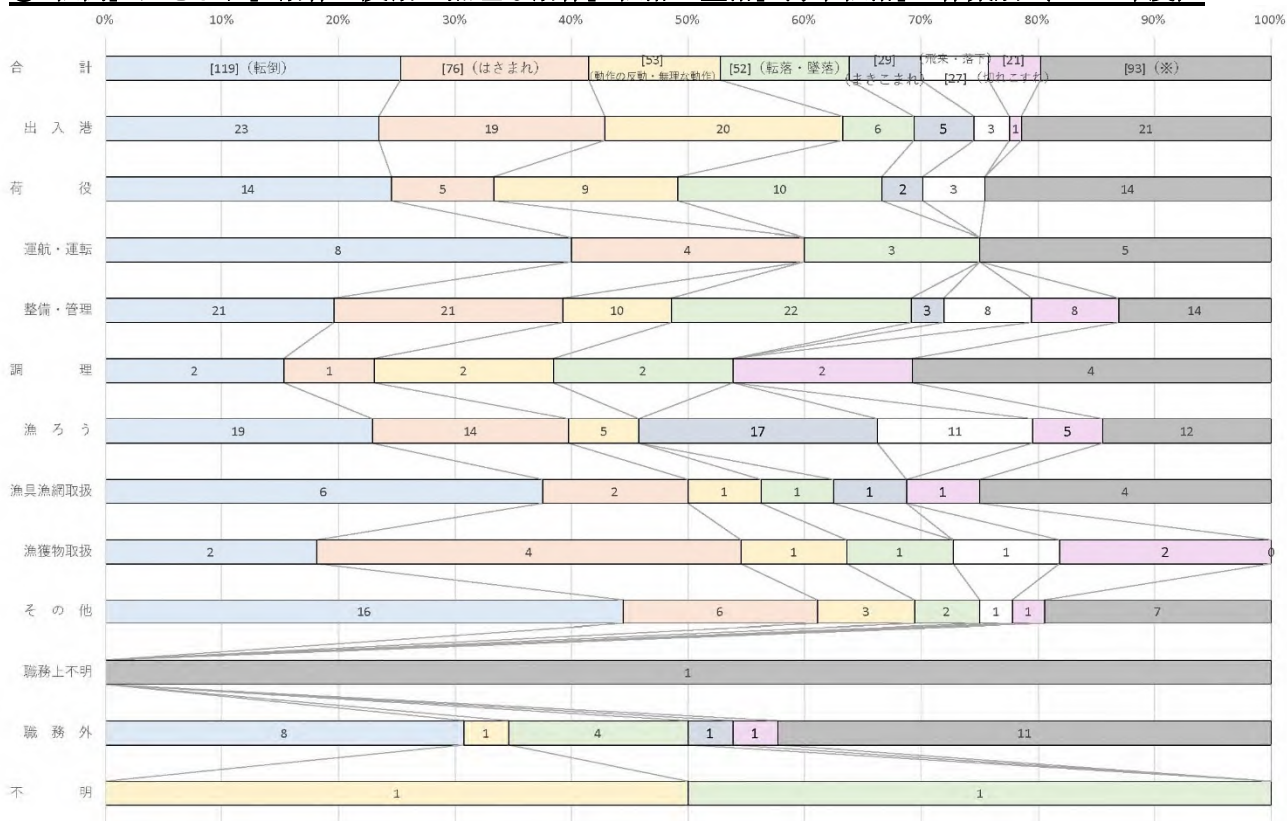 0% 10% 20% 30% 40% 50% 60% 70% 80% 90% 100%
合計 [119]（転倒） [76]（はさまれ） [53]（動作の反動・無理な動作） [52]（転落・墜落） [29]（まきこまれ） [27]（飛来・落下） [21]（切れこすれ） [93]（※）
出入港 23 19 20 6 5 3 1 21
荷役 14 5 9 10 2 3 14
運航・運転 8 4 3 5
整備・管理 21 21 10 22 3 8 8 14
調理 2 1 2 2 2 4
漁ろう 19 14 5 17 11 5 12
漁具漁網取扱 6 2 1 1 1 1 4
漁獲物取扱 2 4 1 1 1 2 0
その他 16 6 3 2 1 1 7
職務上不明 1
職務外 8 1 4 1 1 11
不明 1 1